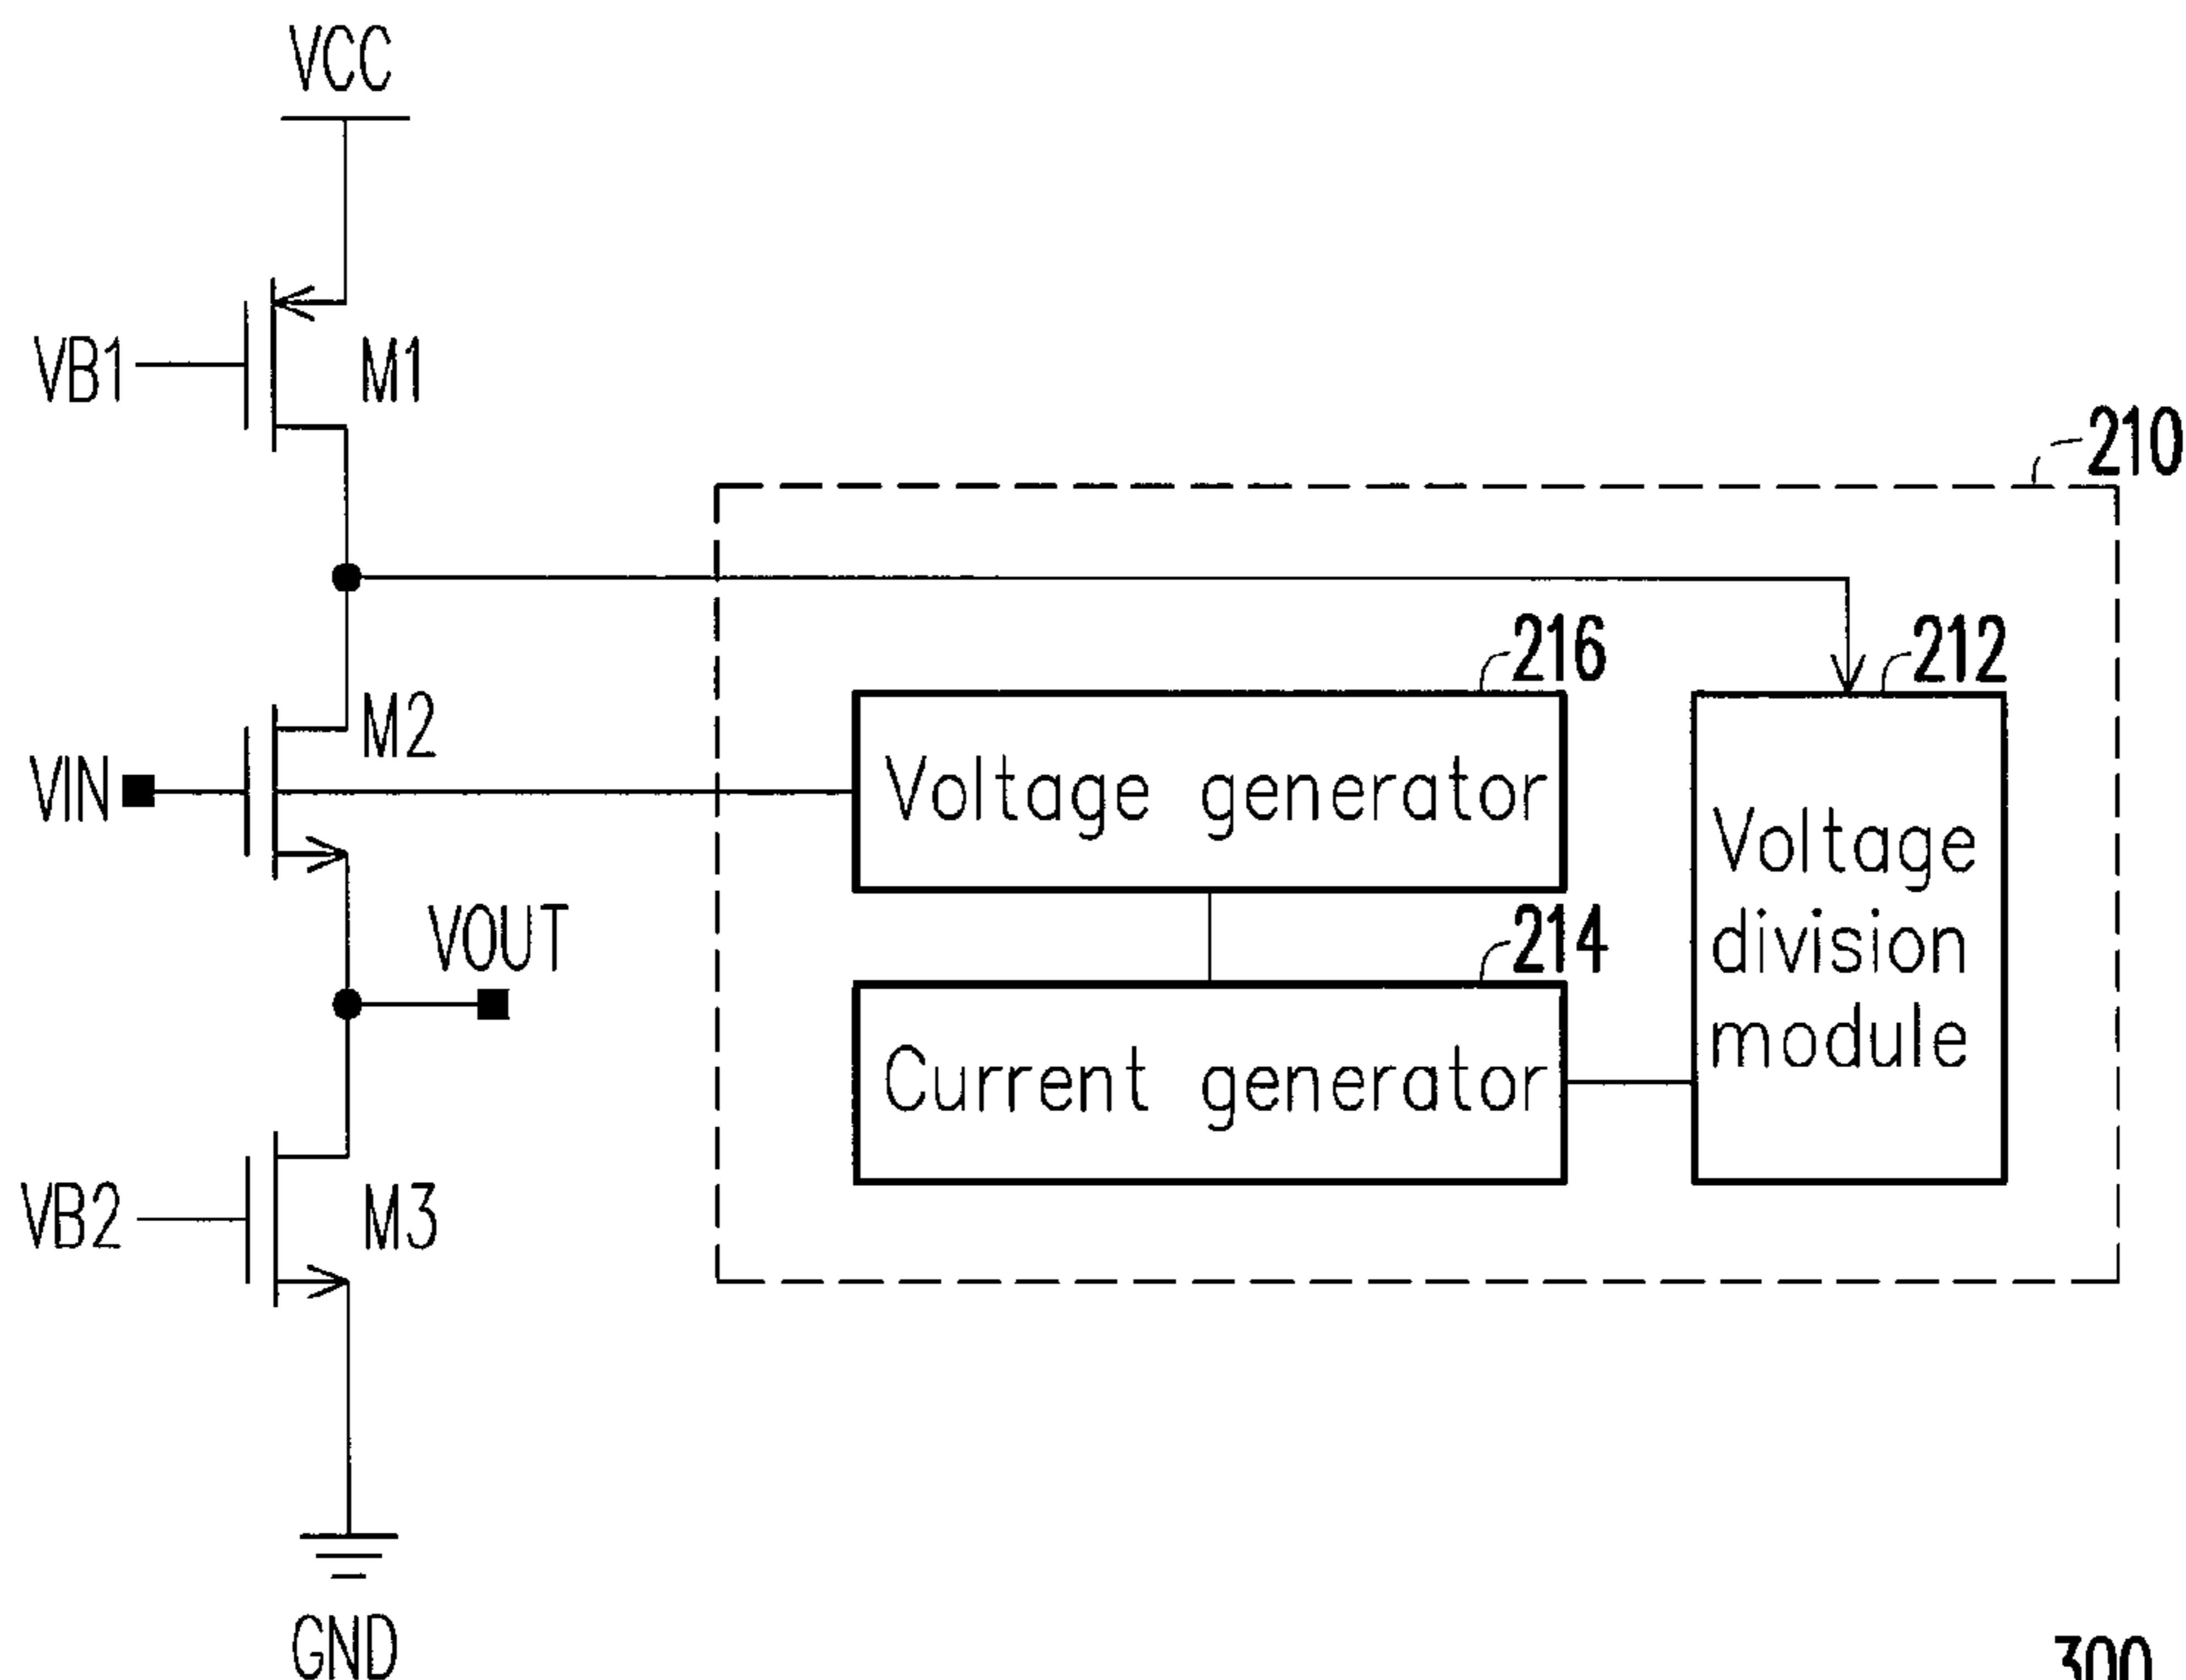 VCC
VB1
M1
210
216
212
M2
VIN
Voltage generator
Voltage
division
module
VOUT
214
Current generator
VB2
M3
GND
300